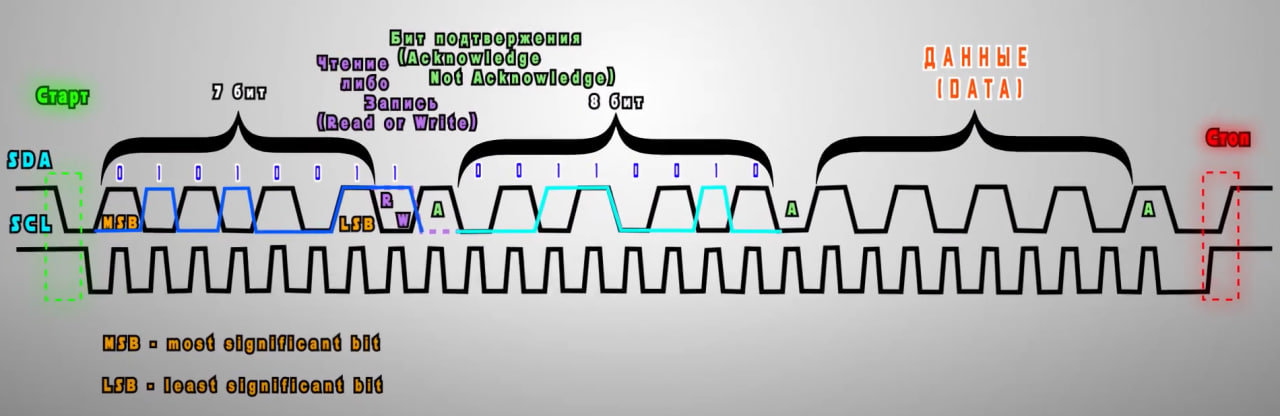 Бит подтвержения
(Acknowledge
Not Acknowledge)
Чтение
либо
Запись
(Read or Write)
ДАННЫЕ
(DATA)
Старт
7 бит
8 бит
Стоп
SDA
0 1 0 1 0 0 1 1
0 0 1 1 0 0 1 0
SCL
MSB
LSB
R
W
A
A
A
MSB - most significant bit
LSB - least significant bit